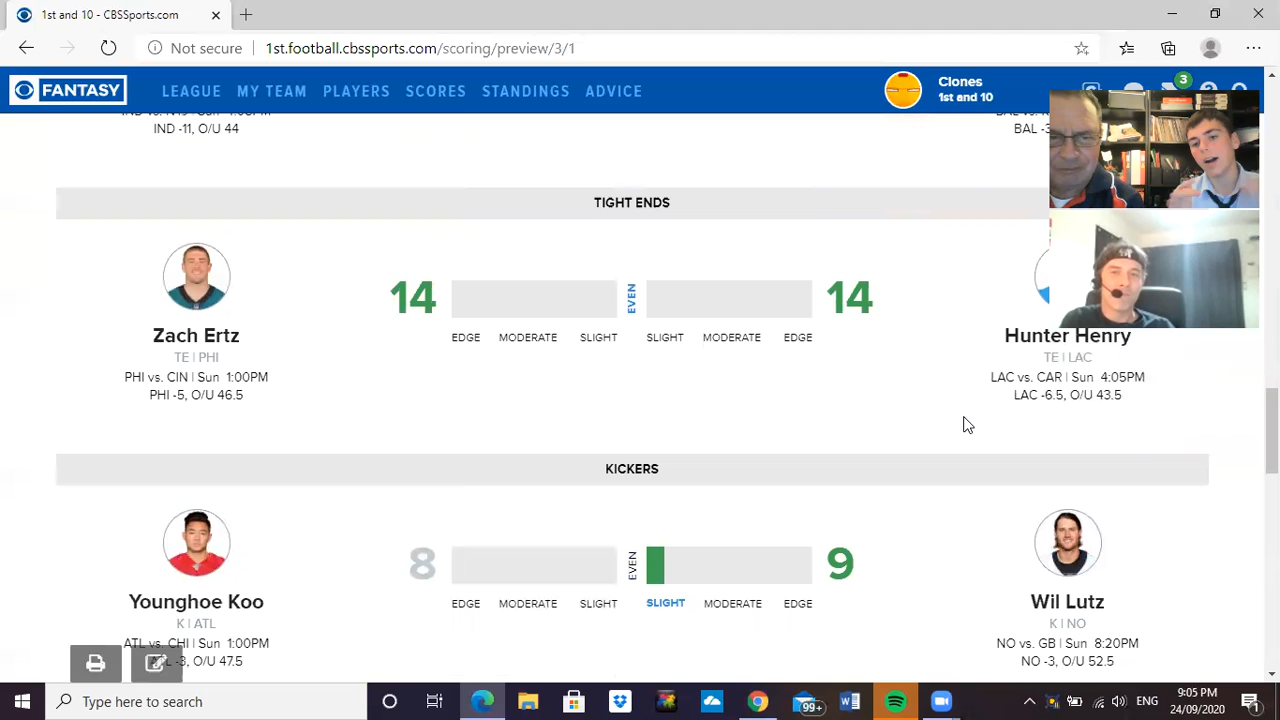 1st and 10 - CBSSports.com
Not secure
1st.football.cbssports.com/scoring/preview/3/1
FANTASY
LEAGUE MY TEAM PLAYERS SCORES STANDINGS ADVICE
Clones
1st and 10
3
IND -11, O/U 44
TIGHT ENDS
14 EVEN 14
EDGE MODERATE SLIGHT SLIGHT MODERATE EDGE
Zach Ertz
TE | PHI
PHI vs. CIN | Sun 1:00PM
PHI -5, O/U 46.5
Hunter Henry
TE | LAC
LAC vs. CAR | Sun 4:05PM
LAC -6.5, O/U 43.5
KICKERS
8 EVEN 9
EDGE MODERATE SLIGHT SLIGHT MODERATE EDGE
Younghoe Koo
K | ATL
ATL vs. CHI | Sun 1:00PM
-3, O/U 47.5
Wil Lutz
K | NO
NO vs. GB | Sun 8:20PM
NO -3, O/U 52.5
Type here to search
99+
ENG
9:05 PM
24/09/2020
1